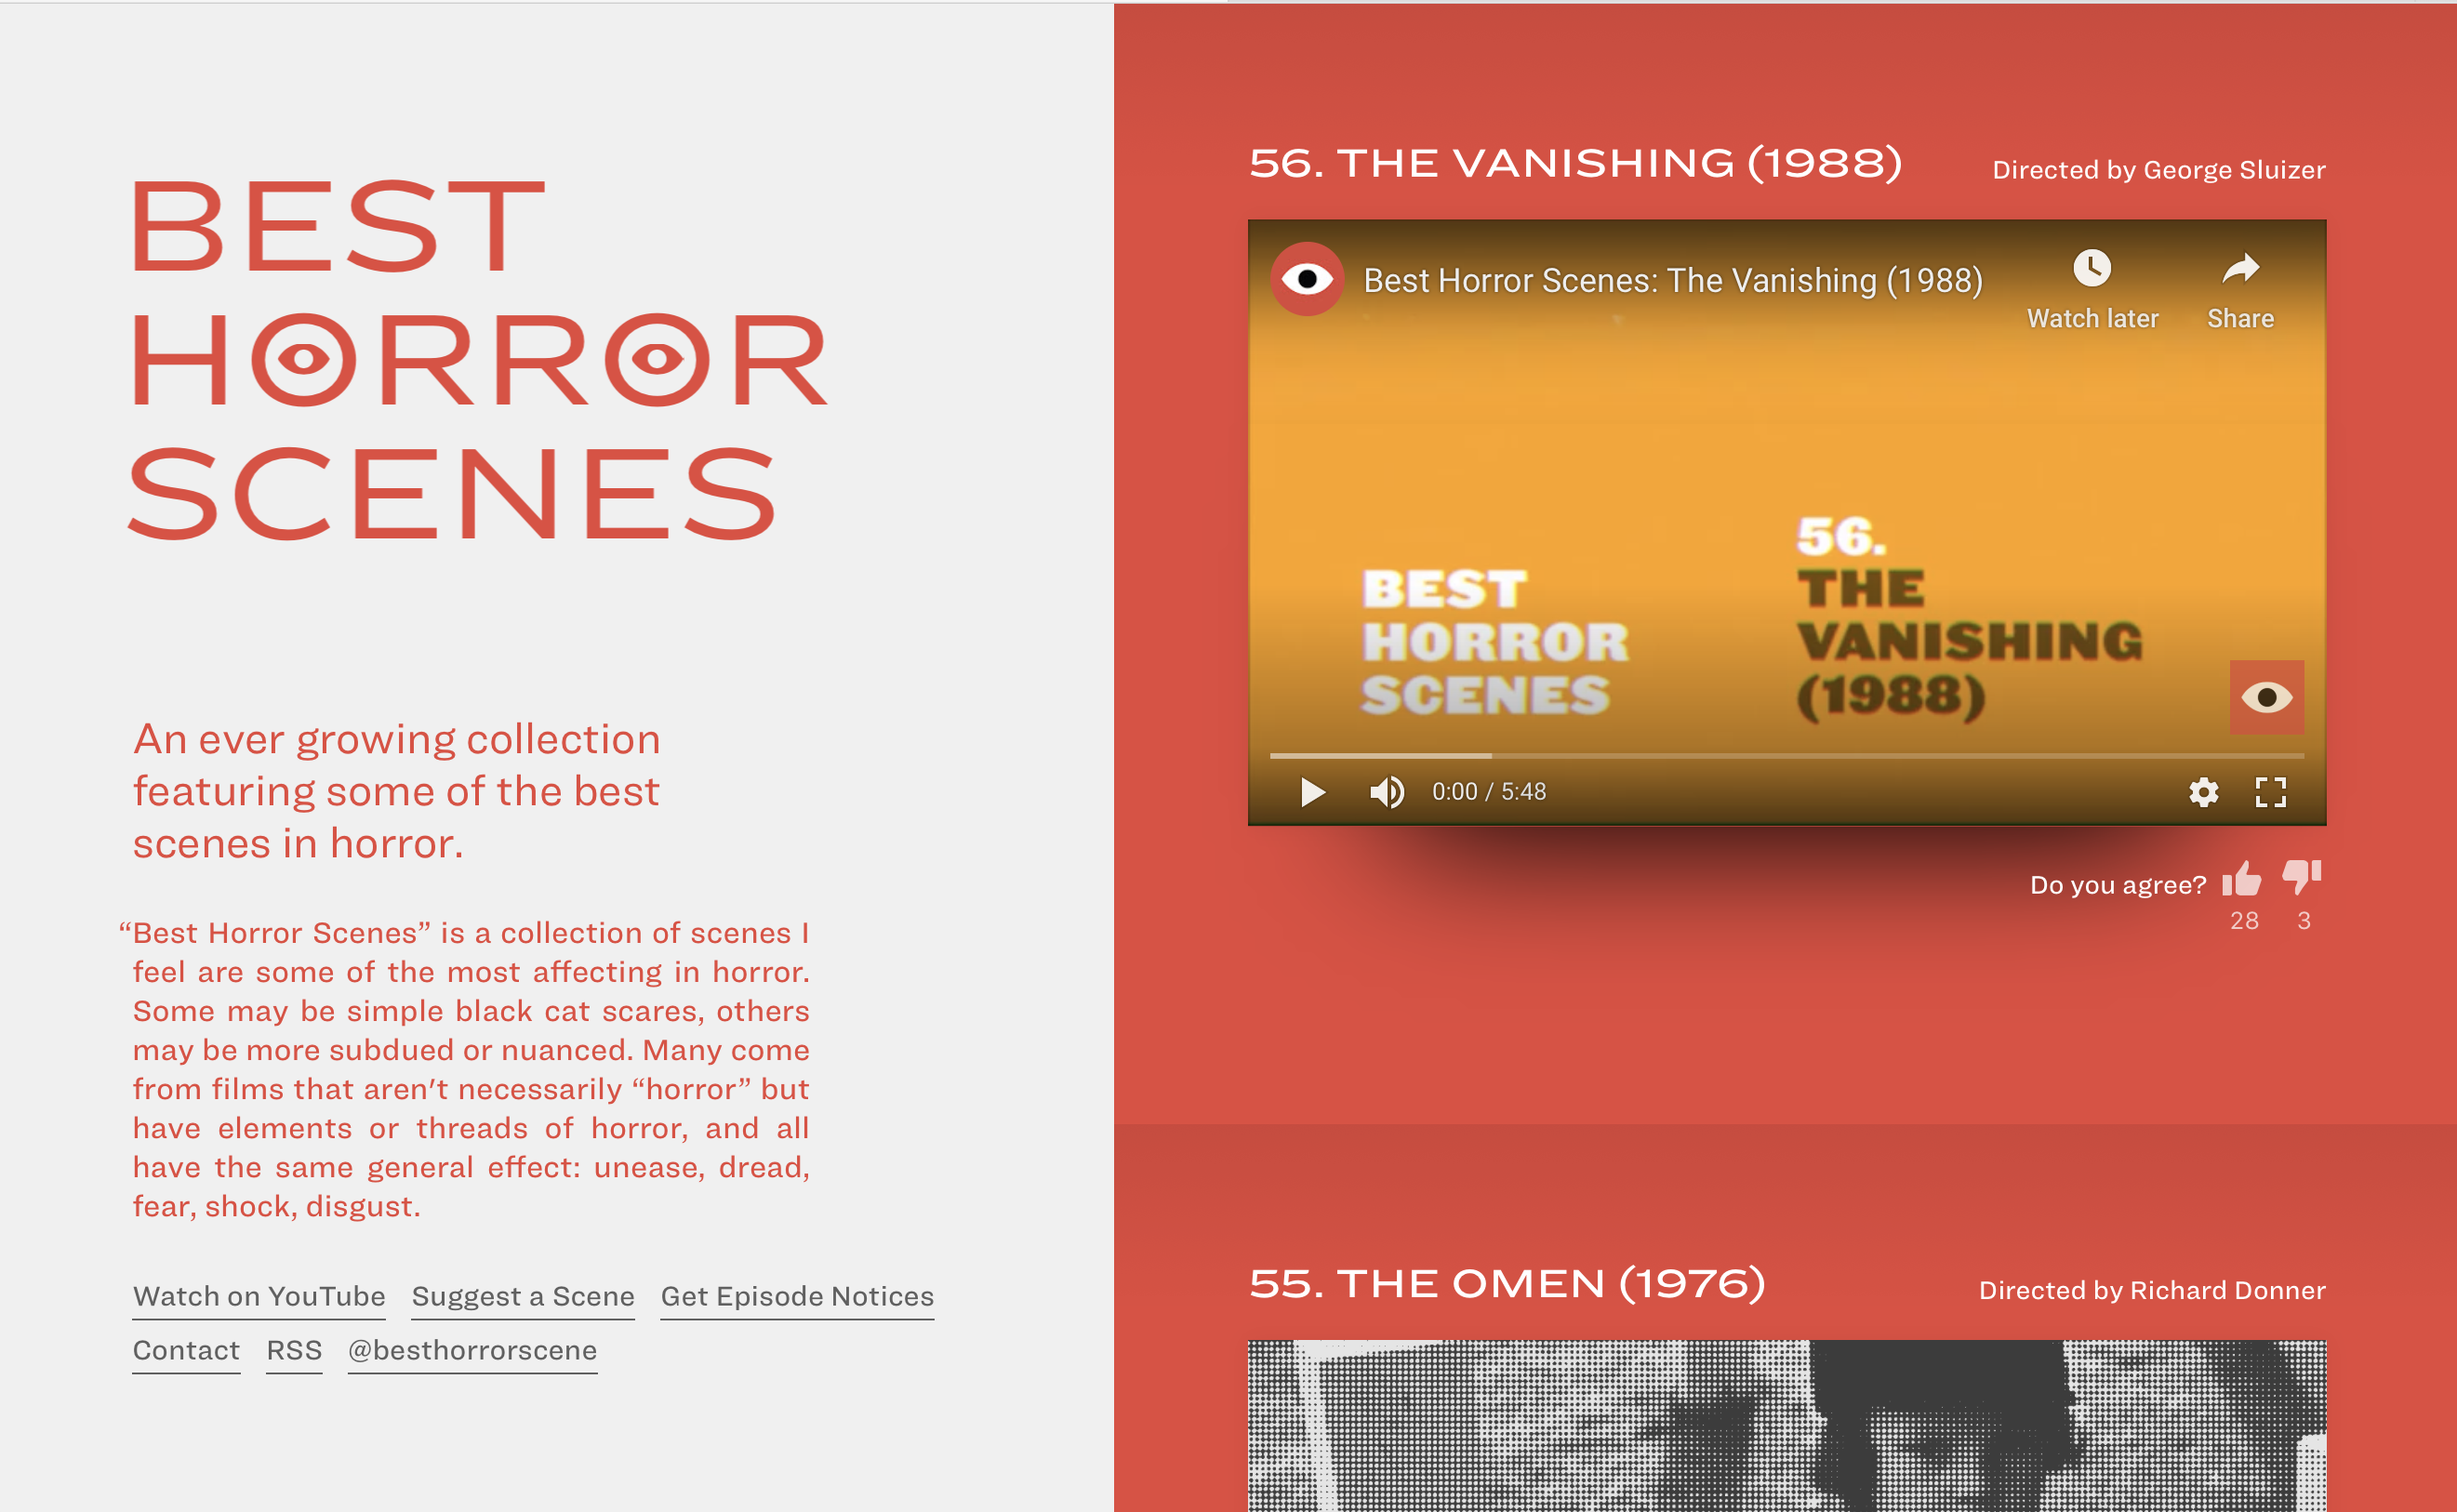 BEST
HORROR
SCENES
An ever growing collection
featuring some of the best
scenes in horror.
“Best Horror Scenes” is a collection of scenes I
feel are some of the most affecting in horror.
Some may be simple black cat scares, others
may be more subdued or nuanced. Many come
from films that aren't necessarily “horror” but
have elements or threads of horror, and all
have the same general effect: unease, dread,
fear, shock, disgust.
Watch on YouTube Suggest a Scene Get Episode Notices
Contact RSS @besthorrorscene
56. THE VANISHING (1988) Directed by George Sluizer
Best Horror Scenes: The Vanishing (1988)
Watch later Share
BEST
HORROR
SCENES
56.
THE
VANISHING
(1988)
0:00 / 5:48
Do you agree?
28 3
55. THE OMEN (1976) Directed by Richard Donner